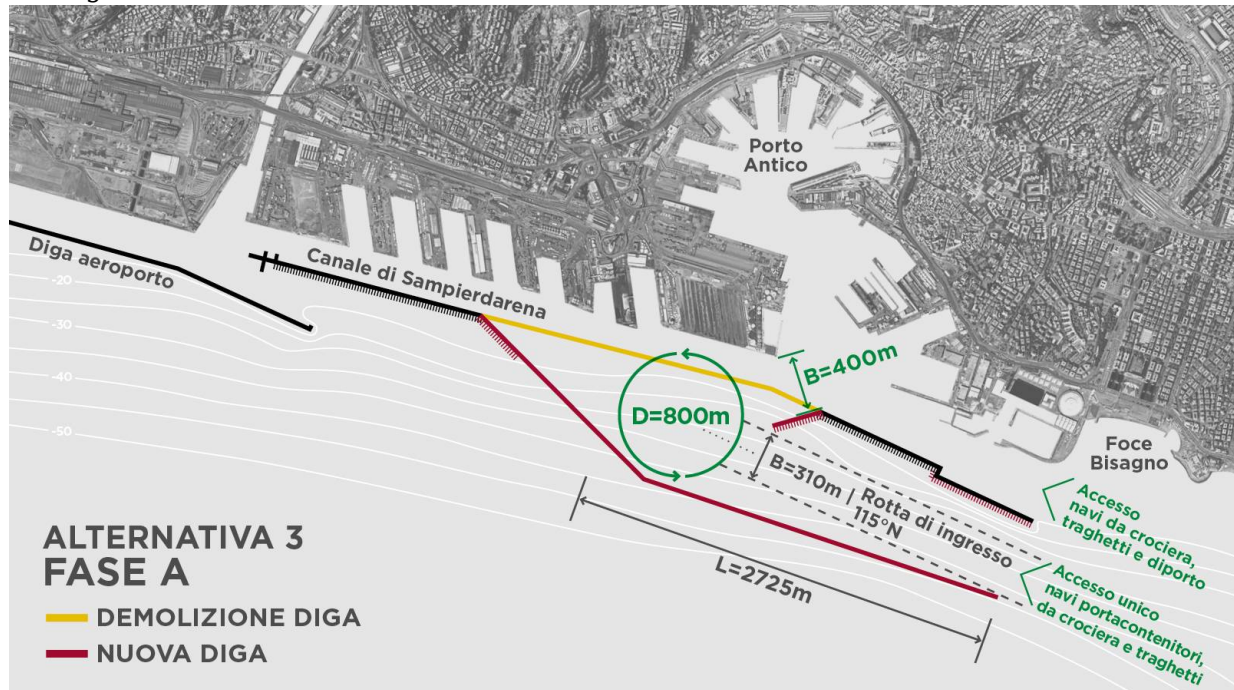 Porto
Antico
Diga aeroporto
Canale di Sampierdarena
-20
-30
-40
-50
B=400m
D=800m
B=310m / Rotta di ingresso
115°N
L=2725m
Foce
Bisagno
Accesso
navi da crociera,
traghetti e diporto
Accesso unico
navi portacontenitori,
da crociera e traghetti
ALTERNATIVA 3
FASE A
DEMOLIZIONE DIGA
NUOVA DIGA